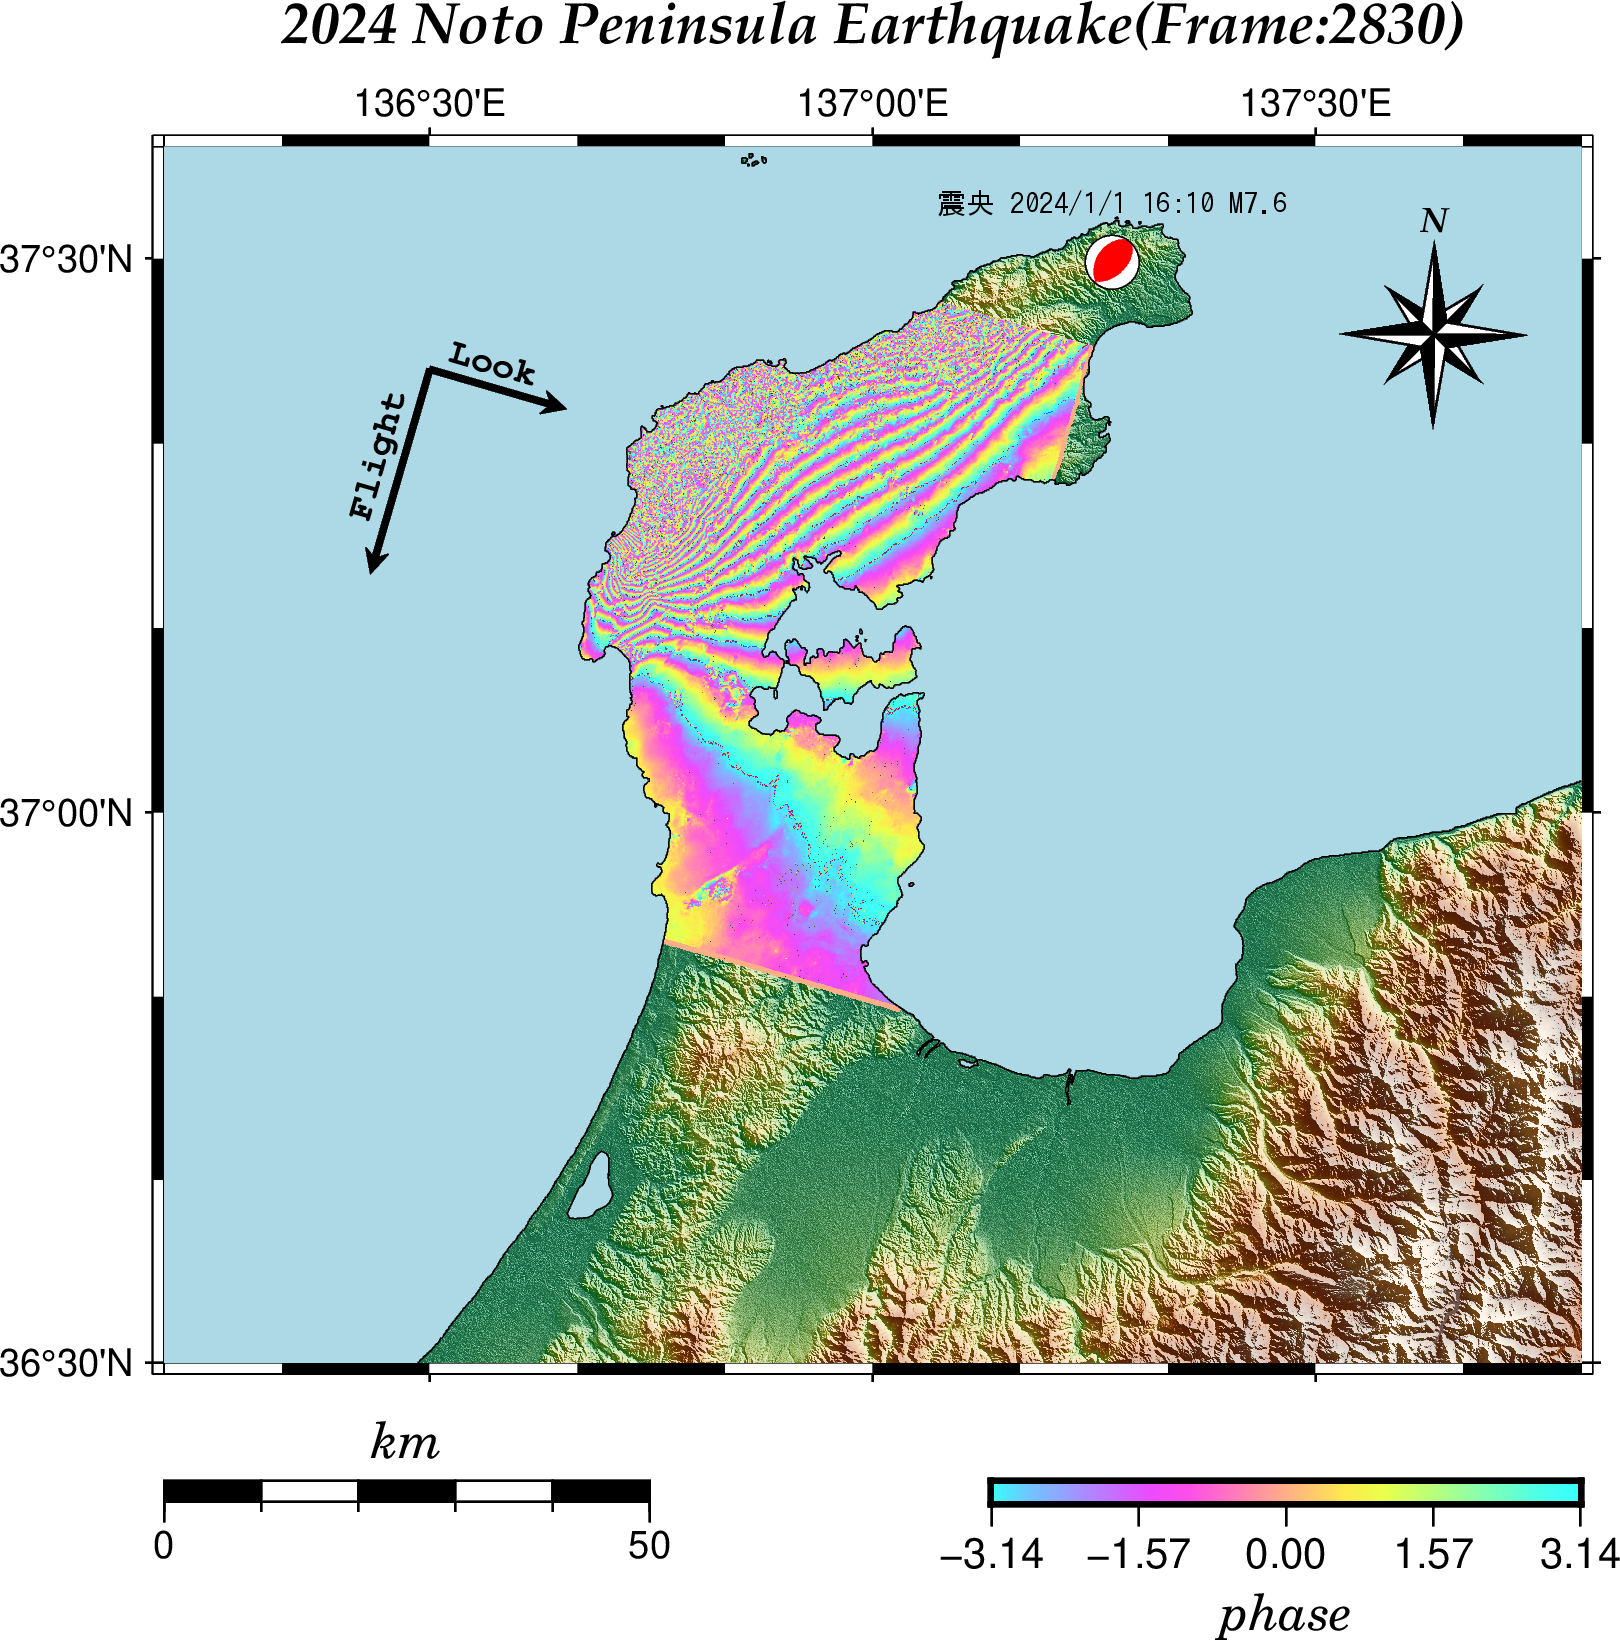 2024 Noto Peninsula Earthquake(Frame:2830)
136°30'E 137°00'E 137°30'E
震央 2024/1/1 16:10 M7.6
N
37°30'N
Look
Flight
37°00'N
36°30'N
km
0 50
−3.14 −1.57 0.00 1.57 3.14
phase